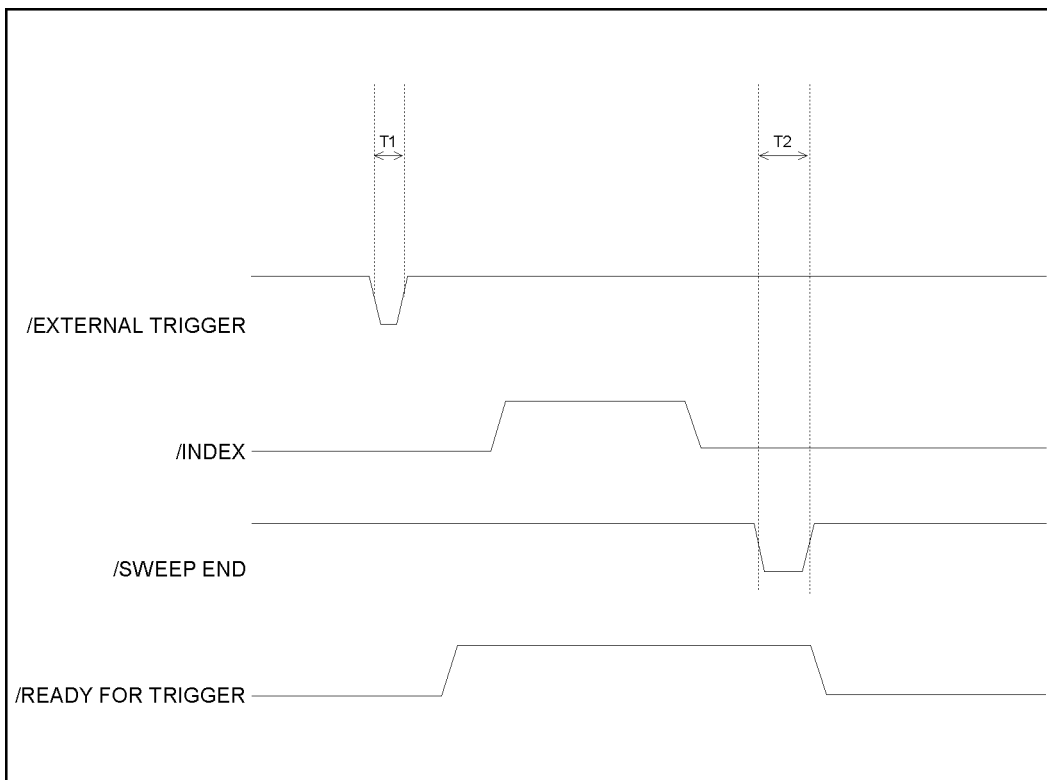 T1
T2
/EXTERNAL TRIGGER
/INDEX
/SWEEP END
/READY FOR TRIGGER